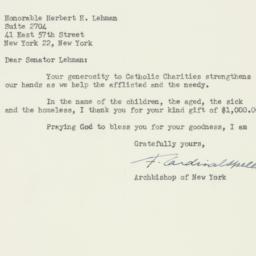 Honorable Herbert H. Lehman
Suite 2704
41 East 57th Street
New York 22, New York
Dear Senator Lehman:
Your generosity to Catholic Charities strengthens
our hands as we help the afflicted and the needy.
In the name of the children, the aged, the sick
and the homeless, I thank you for your kind gift of $1,000.00
Praying God to bless you for your goodness, I am
Gratefully yours,
F. Cardinal Spell
Archbishop of New York